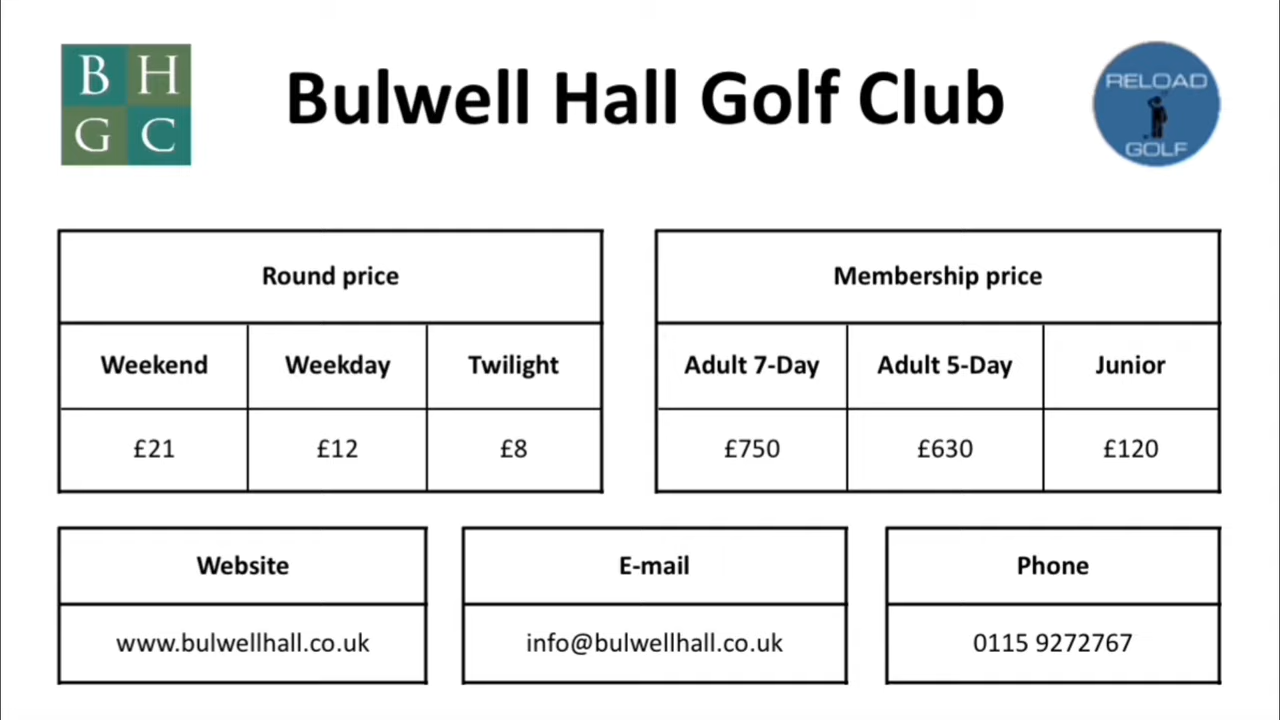 B H
G C
Bulwell Hall Golf Club
RELOAD
GOLF
Round price
Weekend Weekday Twilight
£21 £12 £8
Membership price
Adult 7-Day Adult 5-Day Junior
£750 £630 £120
Website
www.bulwellhall.co.uk
E-mail
info@bulwellhall.co.uk
Phone
0115 9272767